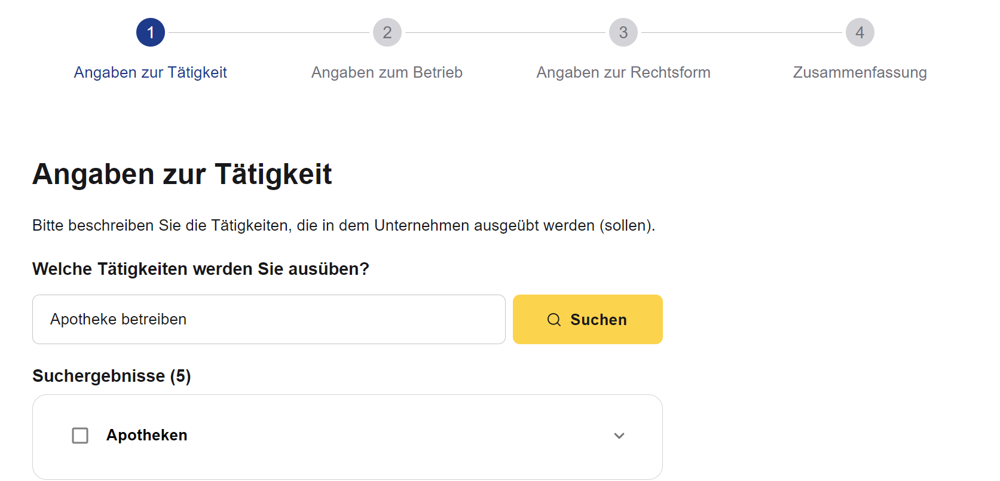 1
2
3
4
Angaben zur Tätigkeit
Angaben zum Betrieb
Angaben zur Rechtsform
Zusammenfassung
Angaben zur Tätigkeit
Bitte beschreiben Sie die Tätigkeiten, die in dem Unternehmen ausgeübt werden (sollen).
Welche Tätigkeiten werden Sie ausüben?
Apotheke betreiben
Suchen
Suchergebnisse (5)
Apotheken